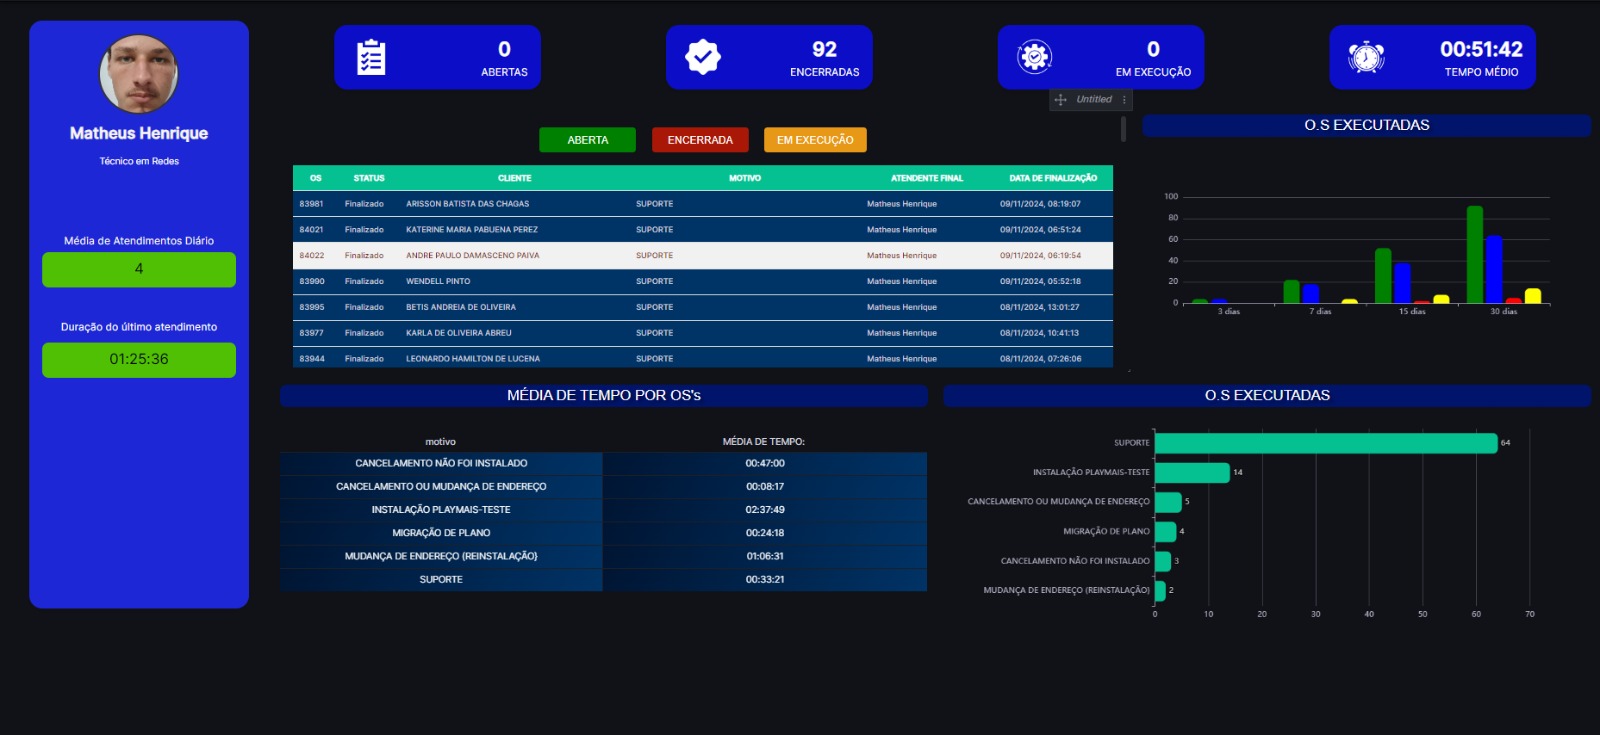 Matheus Henrique
Técnico em Redes
Média de Atendimentos Diário
4
Duração do último atendimento
01:25:36
0
ABERTAS
92
ENCERRADAS
0
EM EXECUÇÃO
00:51:42
TEMPO MÉDIO
Untitled
ABERTA ENCERRADA EM EXECUÇÃO
OS STATUS CLIENTE MOTIVO ATENDENTE FINAL DATA DE FINALIZAÇÃO
83981 Finalizado ARISSON BATISTA DAS CHAGAS SUPORTE Matheus Henrique 09/11/2024, 08:19:07
84021 Finalizado KATERINE MARIA PABUENA PEREZ SUPORTE Matheus Henrique 09/11/2024, 06:51:24
84022 Finalizado ANDRE PAULO DAMASCENO PAIVA SUPORTE Matheus Henrique 09/11/2024, 06:19:54
83990 Finalizado WENDELL PINTO SUPORTE Matheus Henrique 09/11/2024, 05:52:18
83995 Finalizado BETIS ANDREIA DE OLIVEIRA SUPORTE Matheus Henrique 08/11/2024, 13:01:27
83977 Finalizado KARLA DE OLIVEIRA ABREU SUPORTE Matheus Henrique 08/11/2024, 10:41:13
83944 Finalizado LEONARDO HAMILTON DE LUCENA SUPORTE Matheus Henrique 08/11/2024, 07:26:06
O.S EXECUTADAS
100
80
60
40
20
0
3 dias 7 dias 15 dias 30 dias
MÉDIA DE TEMPO POR OS's
motivo MÉDIA DE TEMPO:
CANCELAMENTO NÃO FOI INSTALADO 00:47:00
CANCELAMENTO OU MUDANÇA DE ENDEREÇO 00:08:17
INSTALAÇÃO PLAYMAIS-TESTE 02:37:49
MIGRAÇÃO DE PLANO 00:24:18
MUDANÇA DE ENDEREÇO (REINSTALAÇÃO) 01:06:31
SUPORTE 00:33:21
O.S EXECUTADAS
SUPORTE 64
INSTALAÇÃO PLAYMAIS-TESTE 14
CANCELAMENTO OU MUDANÇA DE ENDEREÇO 5
MIGRAÇÃO DE PLANO 4
CANCELAMENTO NÃO FOI INSTALADO 3
MUDANÇA DE ENDEREÇO (REINSTALAÇÃO) 2
0 10 20 30 40 50 60 70